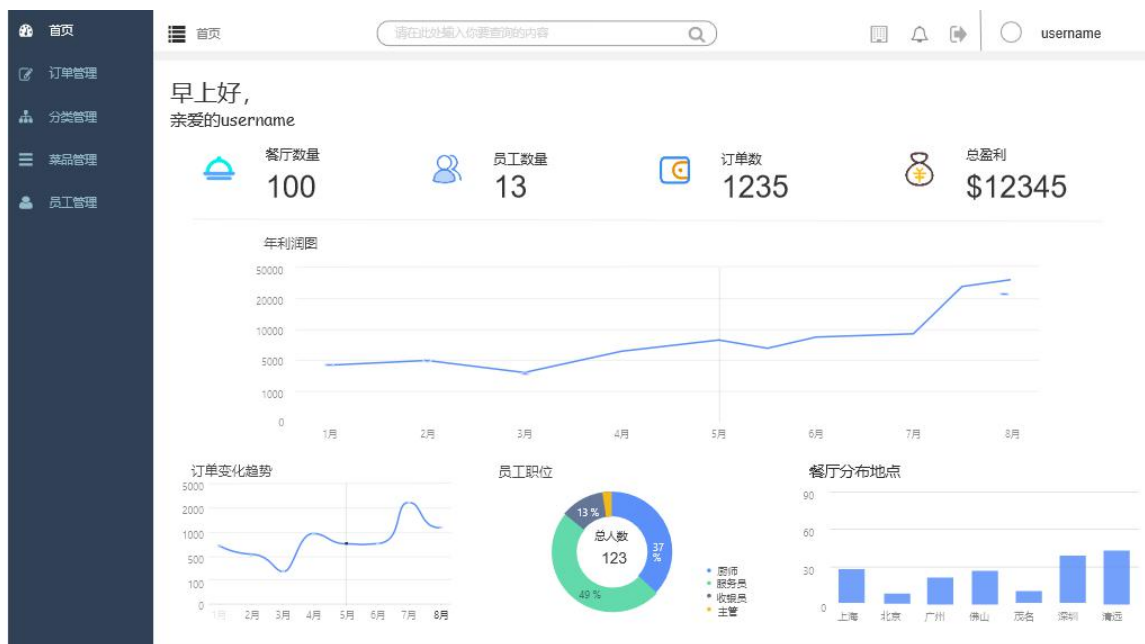 首页
订单管理
分类管理
菜品管理
员工管理
首页
请在此处输入你要查询的内容
username
早上好,
亲爱的username
餐厅数量
100
员工数量
13
订单数
1235
总盈利
$12345
年利润图
50000
20000
10000
5000
1000
0
1月 2月 3月 4月 5月 6月 7月 8月
订单变化趋势
5000
2000
1000
500
100
0
1月 2月 3月 4月 5月 6月 7月 8月
员工职位
13 %
37 %
49 %
总人数
123
厨师
服务员
收银员
主管
餐厅分布地点
90
60
30
0
上海 北京 广州 佛山 茂名 深圳 清远